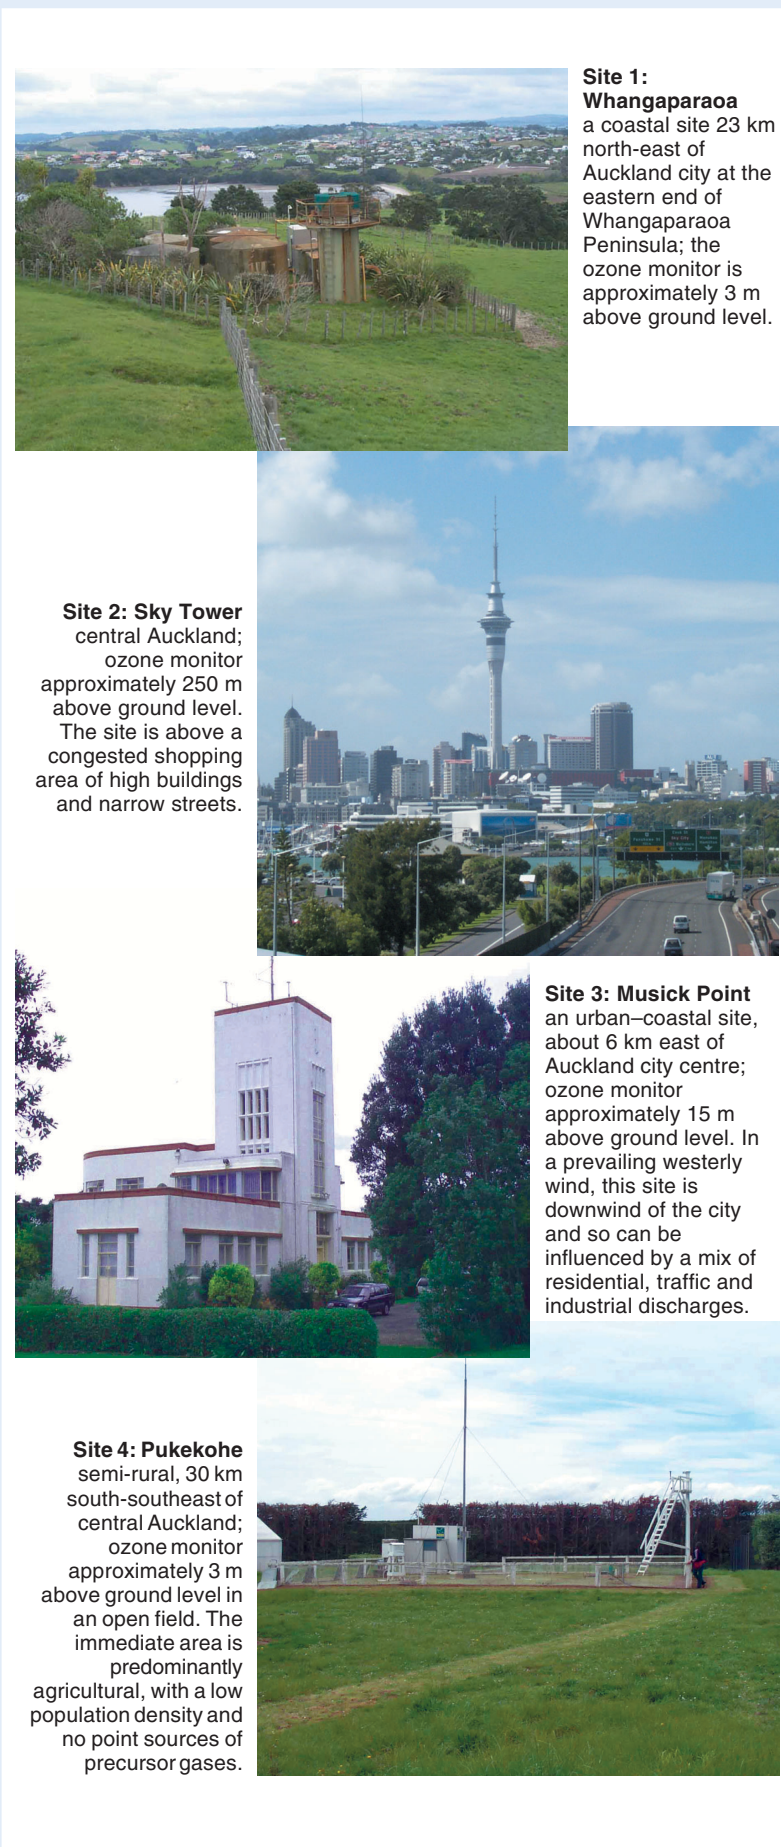 Site 1:
Whangaparaoa
a coastal site 23 km
north-east of
Auckland city at the
eastern end of
Whangaparaoa
Peninsula; the
ozone monitor is
approximately 3 m
above ground level.
Site 2: Sky Tower
central Auckland;
ozone monitor
approximately 250 m
above ground level.
The site is above a
congested shopping
area of high buildings
and narrow streets.
Site 3: Musick Point
an urban–coastal site,
about 6 km east of
Auckland city centre;
ozone monitor
approximately 15 m
above ground level. In
a prevailing westerly
wind, this site is
downwind of the city
and so can be
influenced by a mix of
residential, traffic and
industrial discharges.
Site 4: Pukekohe
semi-rural, 30 km
south-southeast of
central Auckland;
ozone monitor
approximately 3 m
above ground level in
an open field. The
immediate area is
predominantly
agricultural, with a low
population density and
no point sources of
precursor gases.